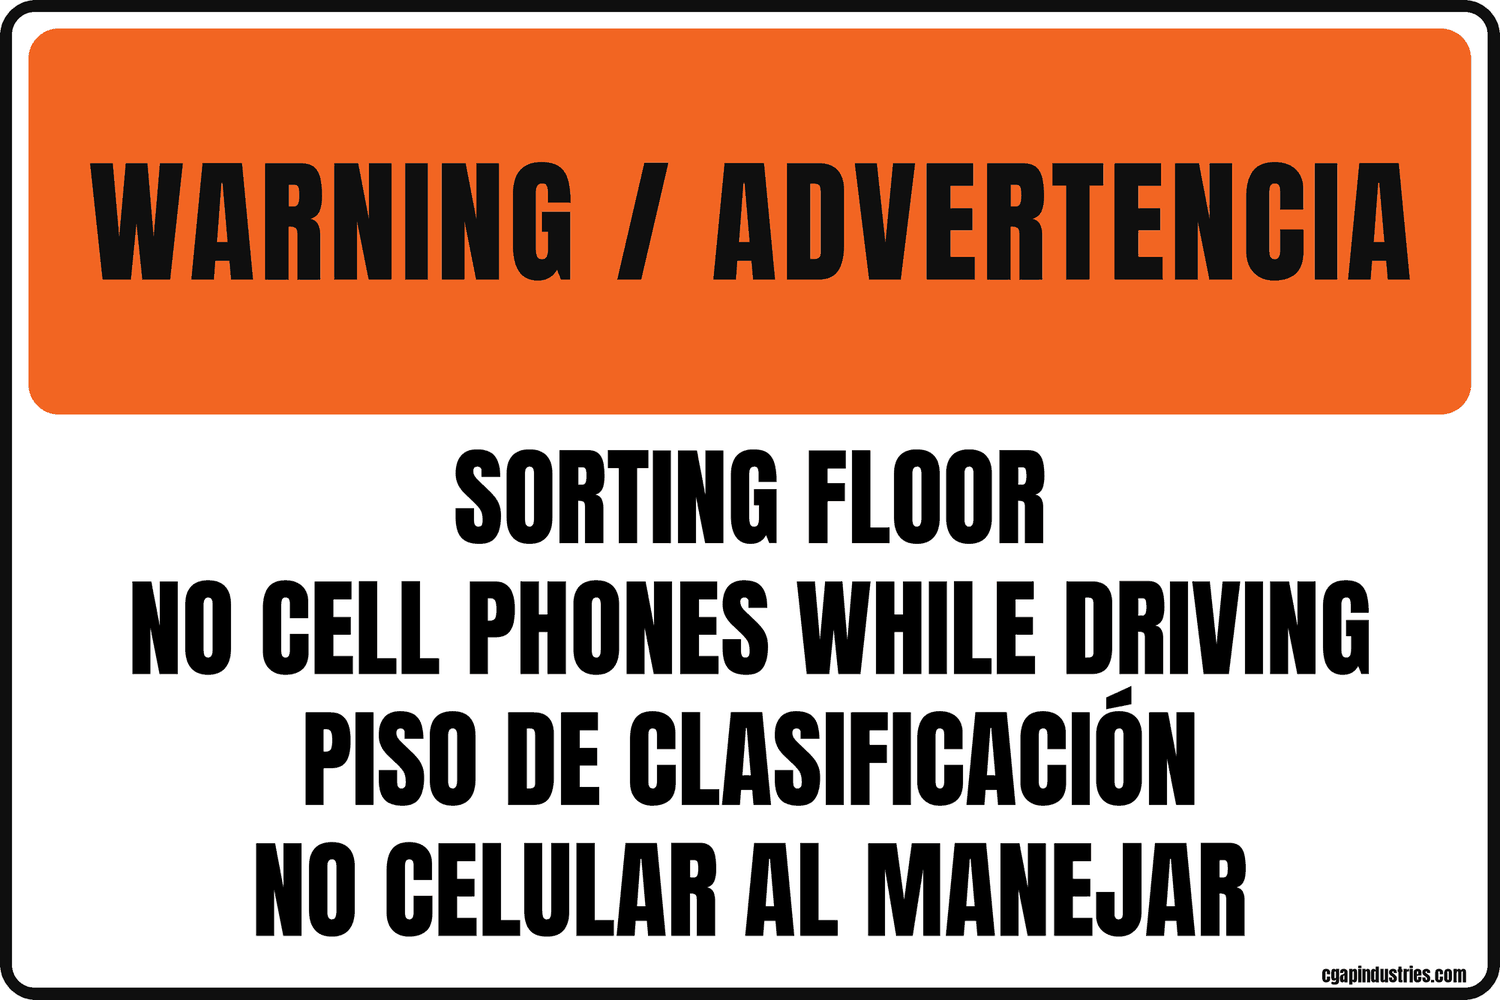 WARNING / ADVERTENCIA
SORTING FLOOR
NO CELL PHONES WHILE DRIVING
PISO DE CLASIFICACIÓN
NO CELULAR AL MANEJAR
cgapindustries.com